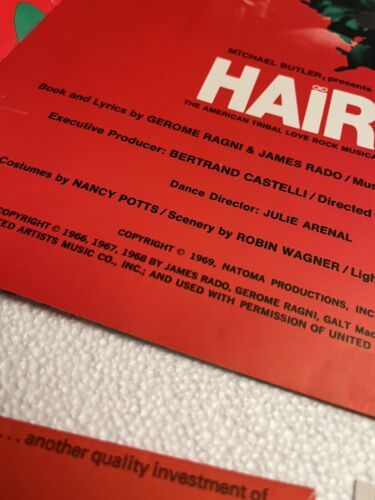 MICHAEL BUTLER presents
HAIR
THE AMERICAN TRIBAL LOVE ROCK MUSICAL
Book and Lyrics by GEROME RAGNI & JAMES RADO/Mus
Executive Producer: BERTRAND CASTELLI/Directed
Dance Director: JULIE ARENAL
Costumes by NANCY POTTS/Scenery by ROBIN WAGNER/Ligh
COPYRIGHT © 1969, NATOMA PRODUCTIONS, INC.
COPYRIGHT © 1966, 1967, 1968 BY JAMES RADO, GEROME RAGNI, GALT Mac
TED ARTISTS MUSIC CO., INC.; AND USED WITH PERMISSION OF UNITED
... another quality investment of